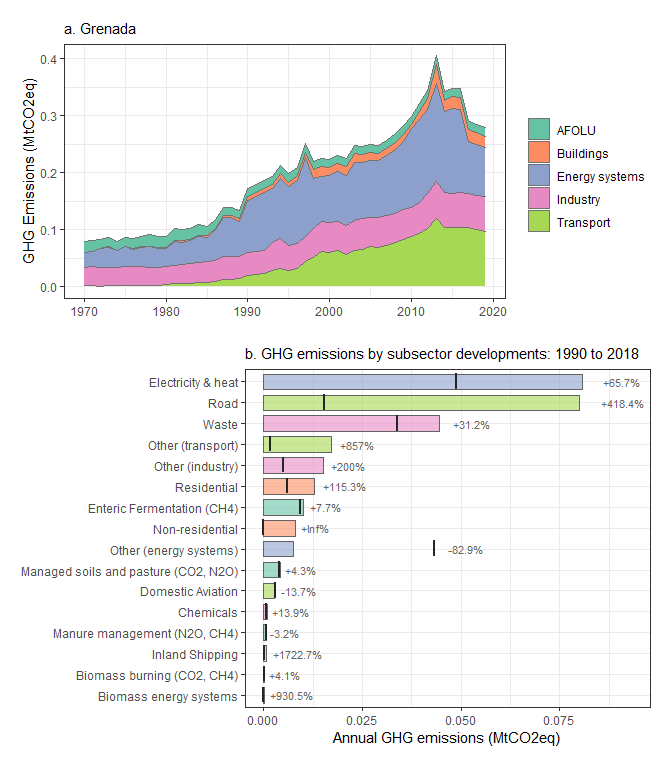 a. Grenada
GHG Emissions (MtCO2eq)
0.4
0.3
0.2
0.1
0.0
1970
1980
1990
2000
2010
2020
AFOLU
Buildings
Energy systems
Industry
Transport
b. GHG emissions by subsector developments: 1990 to 2018
Electricity & heat +65.7%
Road +418.4%
Waste +31.2%
Other (transport) +857%
Other (industry) +200%
Residential +115.3%
Enteric Fermentation (CH4) +7.7%
Non-residential +Inf%
Other (energy systems) -82.9%
Managed soils and pasture (CO2, N2O) +4.3%
Domestic Aviation -13.7%
Chemicals +13.9%
Manure management (N2O, CH4) -3.2%
Inland Shipping +1722.7%
Biomass burning (CO2, CH4) +4.1%
Biomass energy systems +930.5%
0.000
0.025
0.050
0.075
Annual GHG emissions (MtCO2eq)